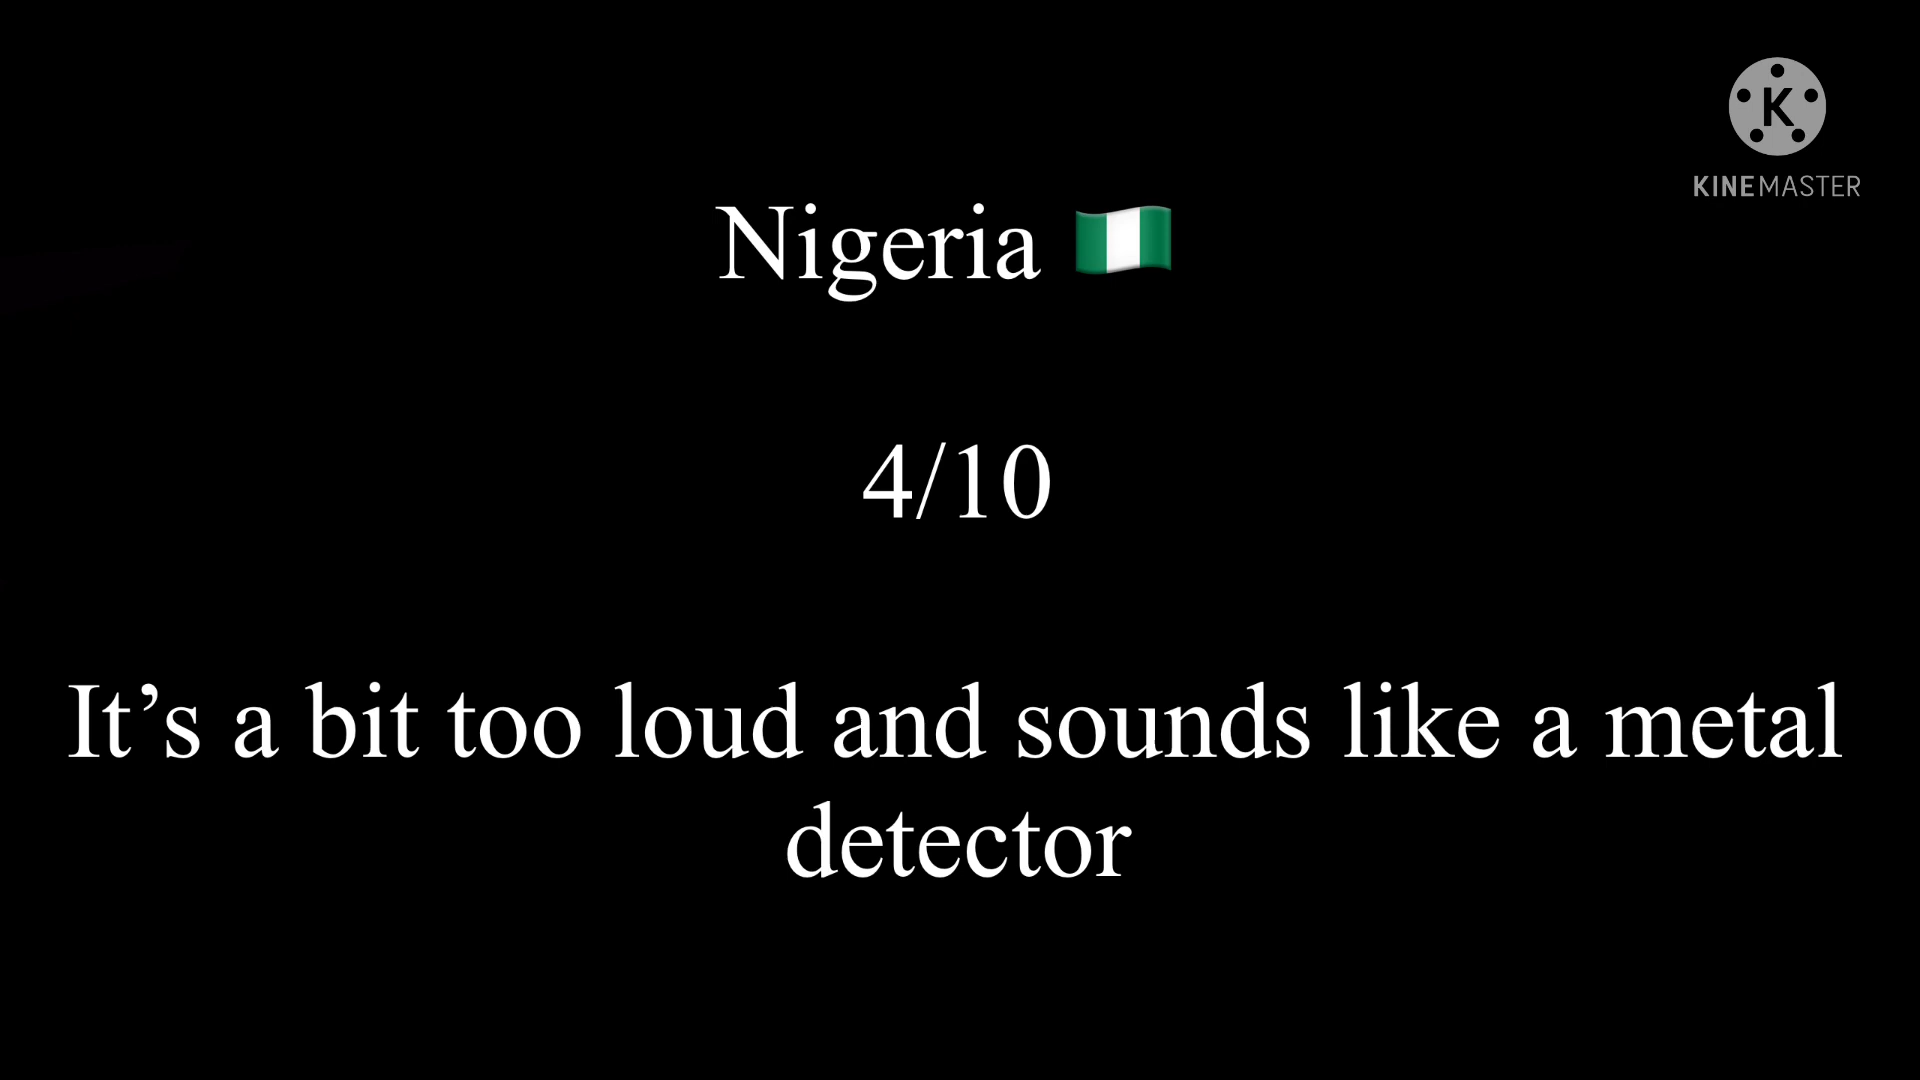 K
KINEMASTER
Nigeria 🇳🇬
4/10
It’s a bit too loud and sounds like a metal
detector